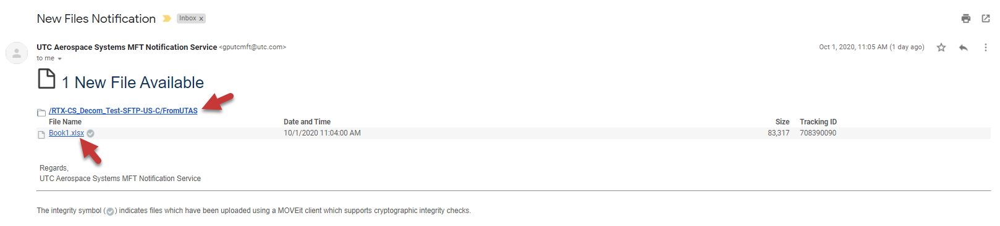 New Files Notification Inbox x
UTC Aerospace Systems MFT Notification Service <gputcmft@utc.com> Oct 1, 2020, 11:05 AM (1 day ago)
to me
1 New File Available
/RTX-CS_Decom_Test-SFTP-US-C/FromUTAS
File Name Date and Time Size Tracking ID
Book1.xlsx 10/1/2020 11:04:00 AM 83,317 708390090
Regards,
UTC Aerospace Systems MFT Notification Service
The integrity symbol (✓) indicates files which have been uploaded using a MOVEit client which supports cryptographic integrity checks.